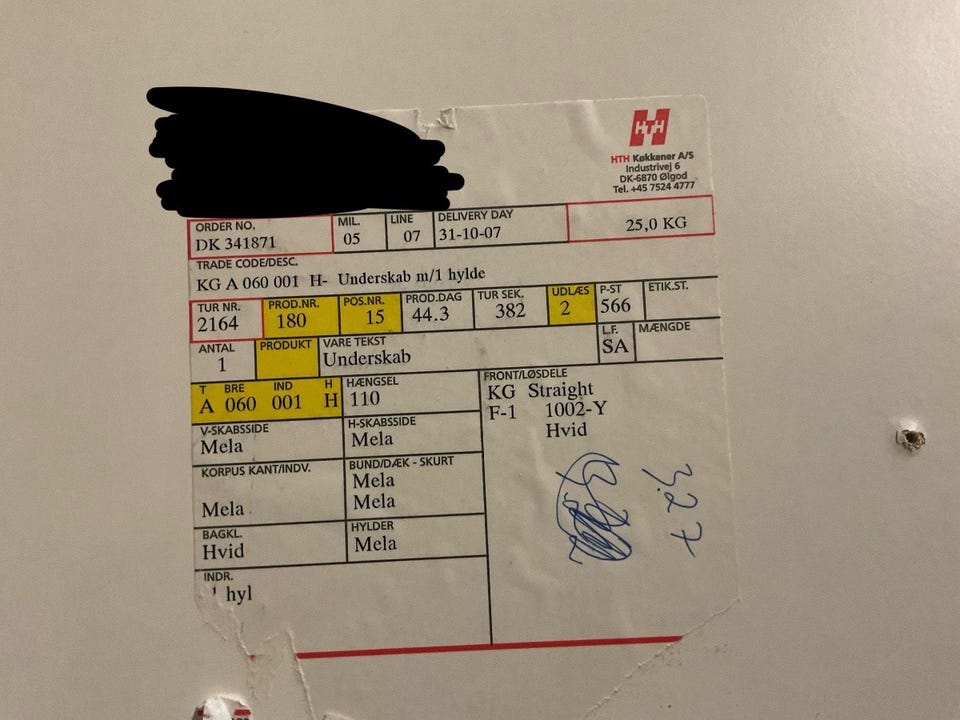 HTH
HTH Køkkener A/S
Industrivej 6
DK-6870 Ølgod
Tel. +45 7524 4777
ORDER NO. MIL. LINE DELIVERY DAY
DK 341871 05 07 31-10-07 25,0 KG
TRADE CODE/DESC.
KG A 060 001 H- Underskab m/1 hylde
TUR NR. PROD.NR. POS.NR. PROD.DAG TUR SEK. UDLÆS P-ST ETIK.ST.
2164 180 15 44.3 382 2 566
ANTAL PRODUKT VARE TEKST L.F. MÆNGDE
1 Underskab SA
T BRE IND H HÆNGSEL FRONT/LØSDELE
A 060 001 H 110 KG Straight
F-1 1002-Y
Hvid
V-SKABSSIDE H-SKABSSIDE
Mela Mela
KORPUS KANT/INDV. BUND/DÆK - SKURT
Mela
Mela Mela
BAGKL. HYLDER
Hvid Mela
INDR.
1 hyl
3.27